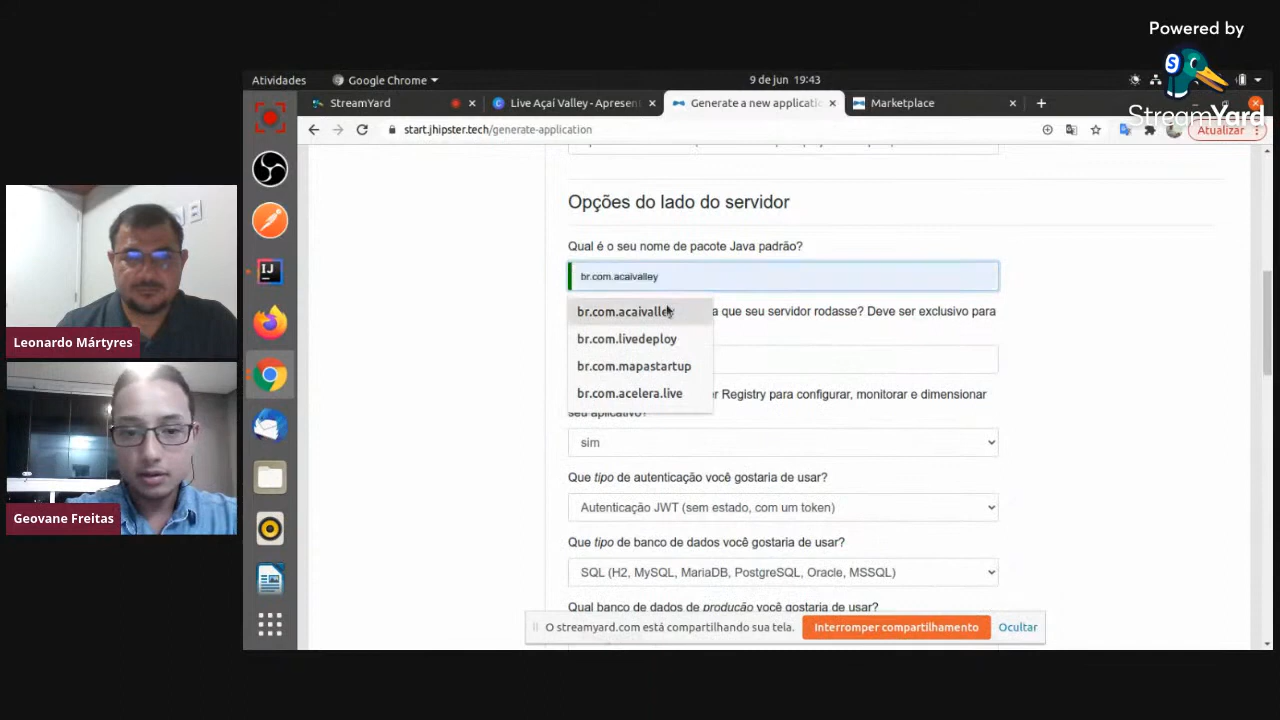 Powered by
StreamYard
Atividades
Google Chrome
9 de jun 19:43
StreamYard
Live Açaí Valley - Apresen
Generate a new applicatio
Marketplace
start.jhipster.tech/generate-application
Atualizar
Opções do lado do servidor
Qual é o seu nome de pacote Java padrão?
br.com.acaivalley
br.com.acaivalley
a que seu servidor rodasse? Deve ser exclusivo para
br.com.livedeploy
br.com.mapastartup
br.com.acelera.live
r Registry para configurar, monitorar e dimensionar
seu aplicativo?
sim
Que tipo de autenticação você gostaria de usar?
Autenticação JWT (sem estado, com um token)
Que tipo de banco de dados você gostaria de usar?
SQL (H2, MySQL, MariaDB, PostgreSQL, Oracle, MSSQL)
Qual banco de dados de produção você gostaria de usar?
O streamyard.com está compartilhando sua tela.
Interromper compartilhamento
Ocultar
Leonardo Mártyres
Geovane Freitas
IJ